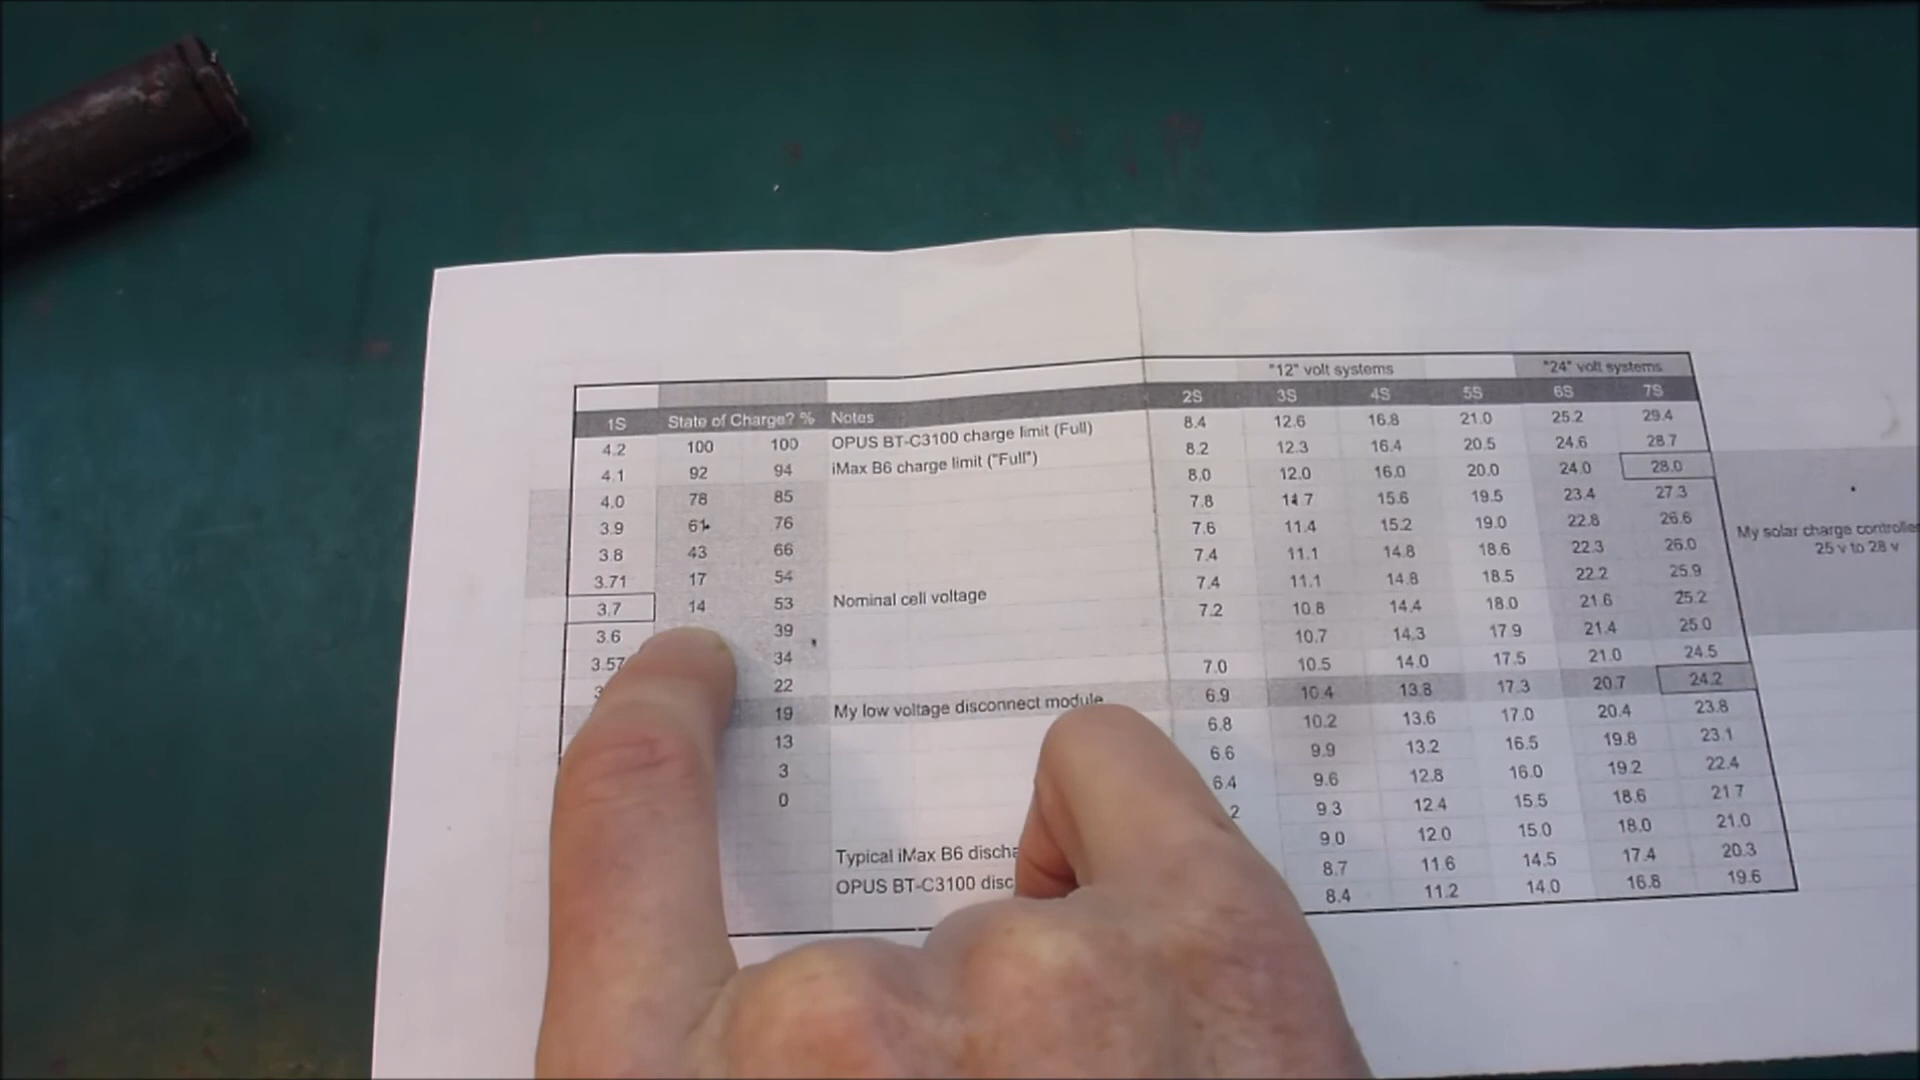 "12" volt systems "24" volt systems
1S State of Charge? % Notes 2S 3S 4S 5S 6S 7S
4.2 100 100 OPUS BT-C3100 charge limit (Full) 8.4 12.6 16.8 21.0 25.2 29.4
4.1 92 94 iMax B6 charge limit ("Full") 8.2 12.3 16.4 20.5 24.6 28.7
4.0 78 85 8.0 12.0 16.0 20.0 24.0 28.0
3.9 61 76 7.8 11.7 15.6 19.5 23.4 27.3
3.8 43 66 7.6 11.4 15.2 19.0 22.8 26.6
3.71 17 54 7.4 11.1 14.8 18.6 22.3 26.0
3.7 14 53 Nominal cell voltage 7.4 11.1 14.8 18.5 22.2 25.9
3.6 39 7.2 10.8 14.4 18.0 21.6 25.2
3.57 34 10.7 14.3 17.9 21.4 25.0
22 7.0 10.5 14.0 17.5 21.0 24.5
19 My low voltage disconnect module 6.9 10.4 13.8 17.3 20.7 24.2
13 6.8 10.2 13.6 17.0 20.4 23.8
3 6.6 9.9 13.2 16.5 19.8 23.1
0 6.4 9.6 12.8 16.0 19.2 22.4
9.3 12.4 15.5 18.6 21.7
Typical iMax B6 discha 9.0 12.0 15.0 18.0 21.0
OPUS BT-C3100 disc 8.7 11.6 14.5 17.4 20.3
8.4 11.2 14.0 16.8 19.6
My solar charge controlle
25 v to 28 v